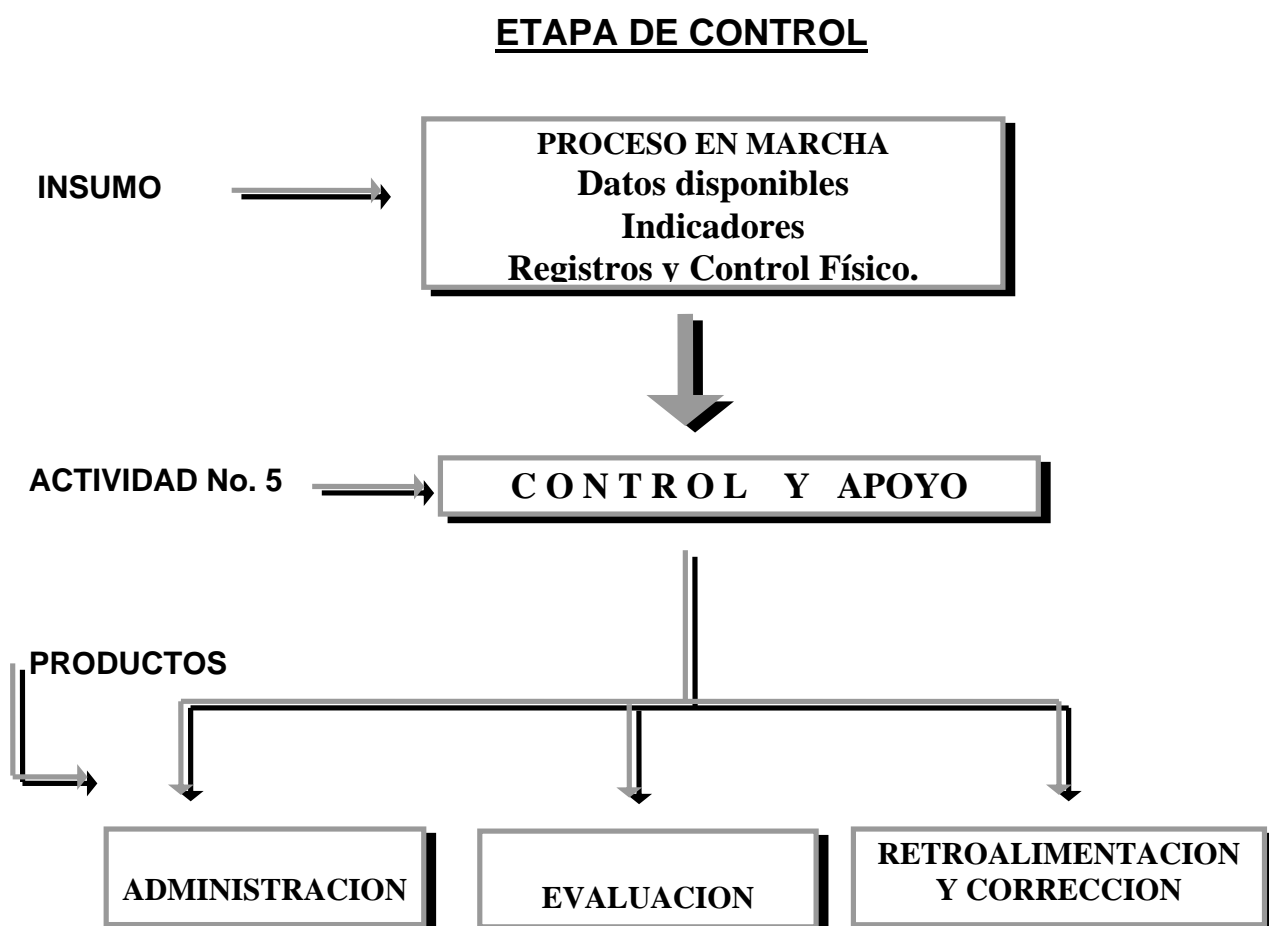 ETAPA DE CONTROL
PROCESO EN MARCHA
Datos disponibles
INSUMO
Indicadores
Registros y Control Físico.
ACTIVIDAD No. 5
C O N T R O L Y APOYO
PRODUCTOS
ADMINISTRACION
EVALUACION
RETROALIMENTACION
Y CORRECCION